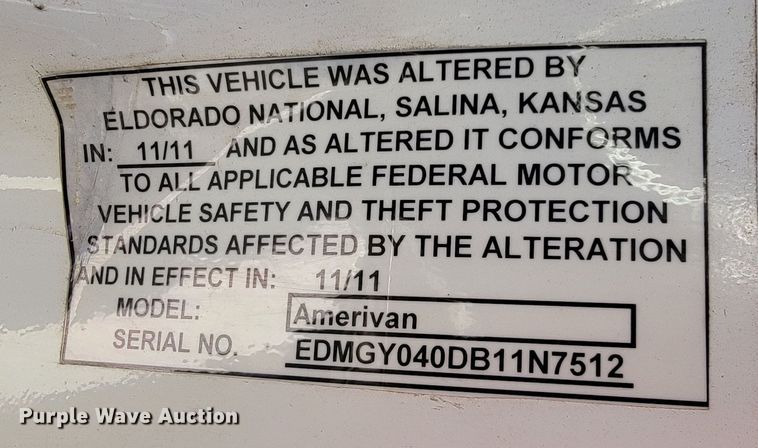 THIS VEHICLE WAS ALTERED BY
ELDORADO NATIONAL, SALINA, KANSAS
IN: 11/11 AND AS ALTERED IT CONFORMS
TO ALL APPLICABLE FEDERAL MOTOR
VEHICLE SAFETY AND THEFT PROTECTION
STANDARDS AFFECTED BY THE ALTERATION
AND IN EFFECT IN: 11/11
MODEL: Amerivan
SERIAL NO. EDMGY040DB11N7512
Purple Wave Auction